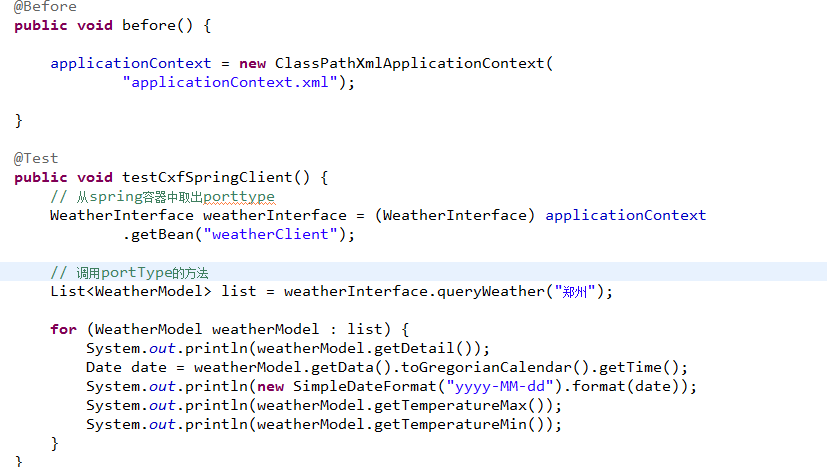 @Before
public void before() {
applicationContext = new ClassPathXmlApplicationContext(
"applicationContext.xml");
}
@Test
public void testCxfSpringClient() {
// 从spring容器中取出porttype
WeatherInterface weatherInterface = (WeatherInterface) applicationContext
.getBean("weatherClient");
// 调用portType的方法
List<WeatherModel> list = weatherInterface.queryWeather("郑州");
for (WeatherModel weatherModel : list) {
System.out.println(weatherModel.getDetail());
Date date = weatherModel.getData().toGregorianCalendar().getTime();
System.out.println(new SimpleDateFormat("yyyy-MM-dd").format(date));
System.out.println(weatherModel.getTemperatureMax());
System.out.println(weatherModel.getTemperatureMin());
}
}